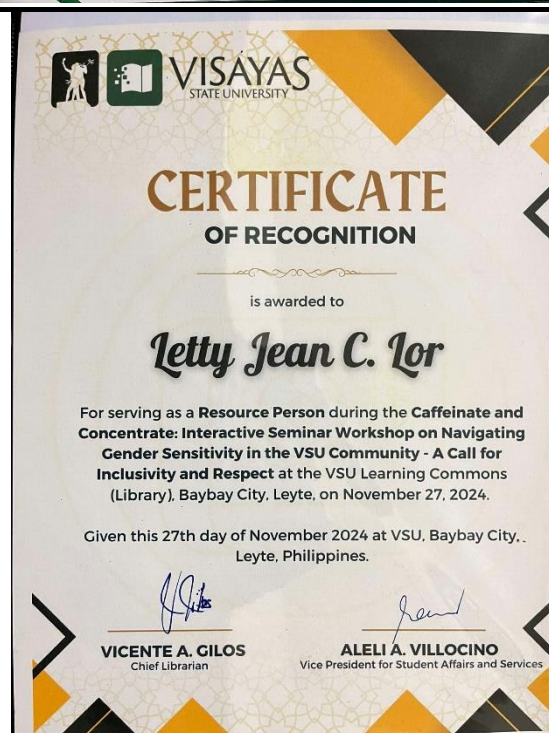 VISAYAS
STATE UNIVERSITY
CERTIFICATE
OF RECOGNITION
is awarded to
Letty Jean C. Lor
For serving as a Resource Person during the Caffeinate and
Concentrate: Interactive Seminar Workshop on Navigating
Gender Sensitivity in the VSU Community - A Call for
Inclusivity and Respect at the VSU Learning Commons
(Library), Baybay City, Leyte, on November 27, 2024.
Given this 27th day of November 2024 at VSU, Baybay City,
Leyte, Philippines.
VICENTE A. GILOS
Chief Librarian
ALELI A. VILLOCINO
Vice President for Student Affairs and Services